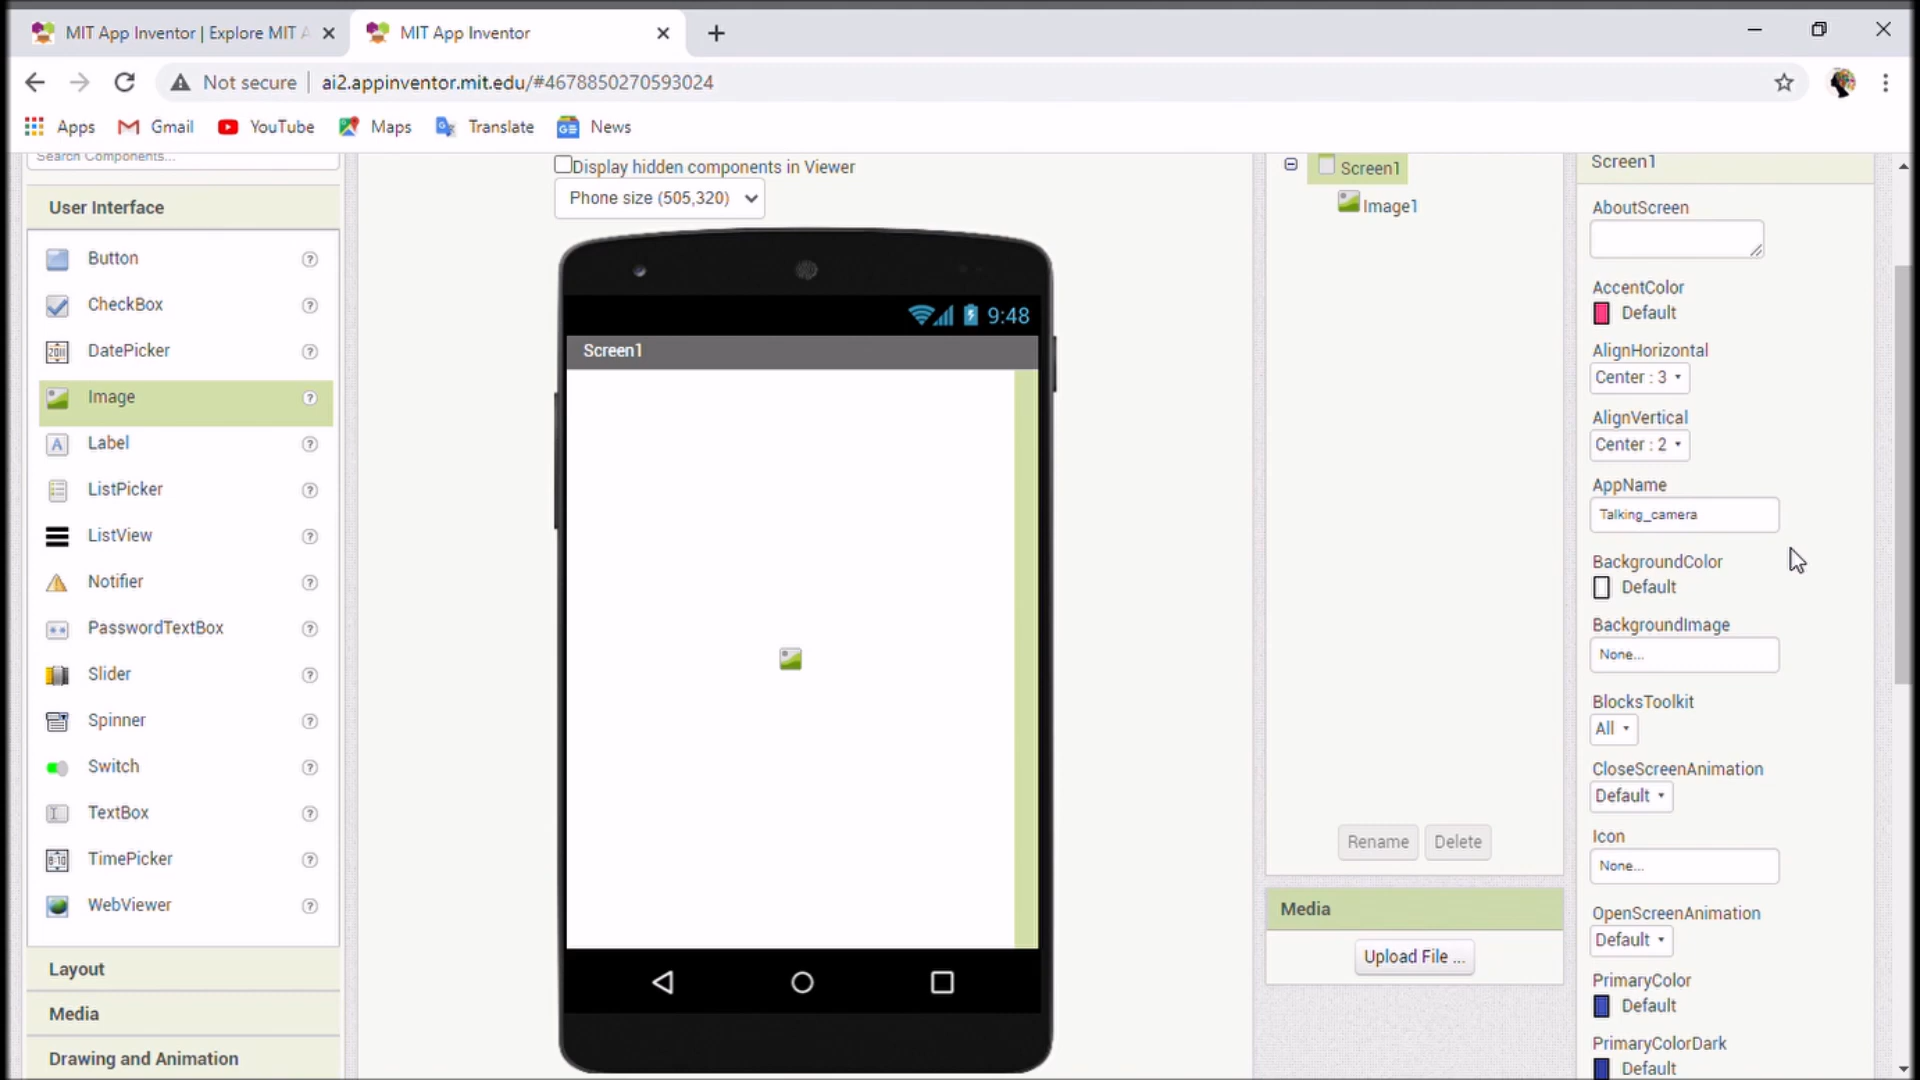 MIT App Inventor | Explore MIT A
MIT App Inventor
Not secure
ai2.appinventor.mit.edu/#4678850270593024
Apps
Gmail
YouTube
Maps
Translate
News
Search Components...
User Interface
Button
CheckBox
DatePicker
Image
Label
ListPicker
ListView
Notifier
PasswordTextBox
Slider
Spinner
Switch
TextBox
TimePicker
WebViewer
Layout
Media
Drawing and Animation
Display hidden components in Viewer
Phone size (505,320)
9:48
Screen1
Screen1
Image1
Rename
Delete
Media
Upload File ...
Screen1
AboutScreen
AccentColor
Default
AlignHorizontal
Center : 3
AlignVertical
Center : 2
AppName
Talking_camera
BackgroundColor
Default
BackgroundImage
None...
BlocksToolkit
All
CloseScreenAnimation
Default
Icon
None...
OpenScreenAnimation
Default
PrimaryColor
Default
PrimaryColorDark
Default